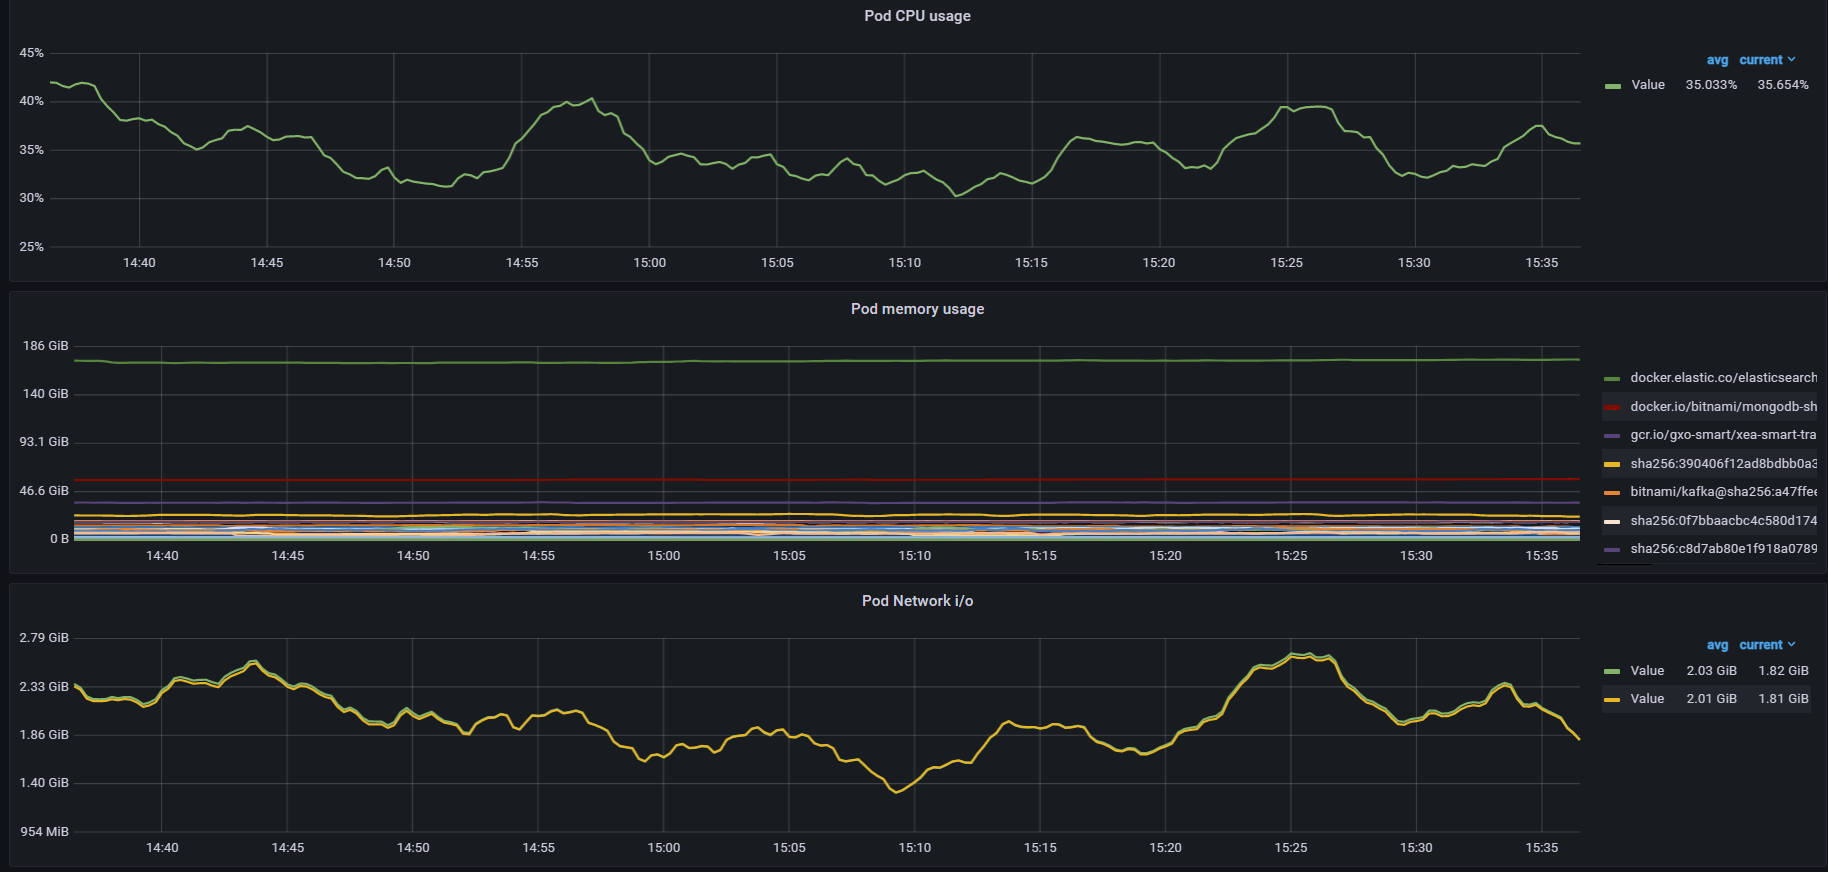 Pod CPU usage
45%
40%
35%
30%
25%
14:40 14:45 14:50 14:55 15:00 15:05 15:10 15:15 15:20 15:25 15:30 15:35
avg current
Value 35.033% 35.654%
Pod memory usage
186 GiB
140 GiB
93.1 GiB
46.6 GiB
0 B
14:40 14:45 14:50 14:55 15:00 15:05 15:10 15:15 15:20 15:25 15:30 15:35
docker.elastic.co/elasticsearch
docker.io/bitnami/mongodb-sh
gcr.io/gxo-smart/xea-smart-tra
sha256:390406f12ad8bdbb0a3
bitnami/kafka@sha256:a47ffee
sha256:0f7bbaacbc4c580d174
sha256:c8d7ab80e1f918a0789
Pod Network i/o
2.79 GiB
2.33 GiB
1.86 GiB
1.40 GiB
954 MiB
14:40 14:45 14:50 14:55 15:00 15:05 15:10 15:15 15:20 15:25 15:30 15:35
avg current
Value 2.03 GiB 1.82 GiB
Value 2.01 GiB 1.81 GiB